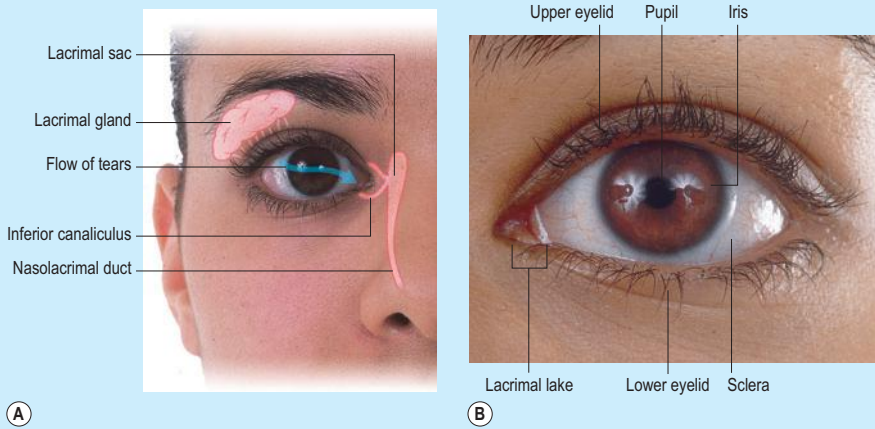 Lacrimal sac
Lacrimal gland
Flow of tears
Inferior canaliculus
Nasolacrimal duct
A
Upper eyelid Pupil Iris
Lacrimal lake Lower eyelid Sclera
B